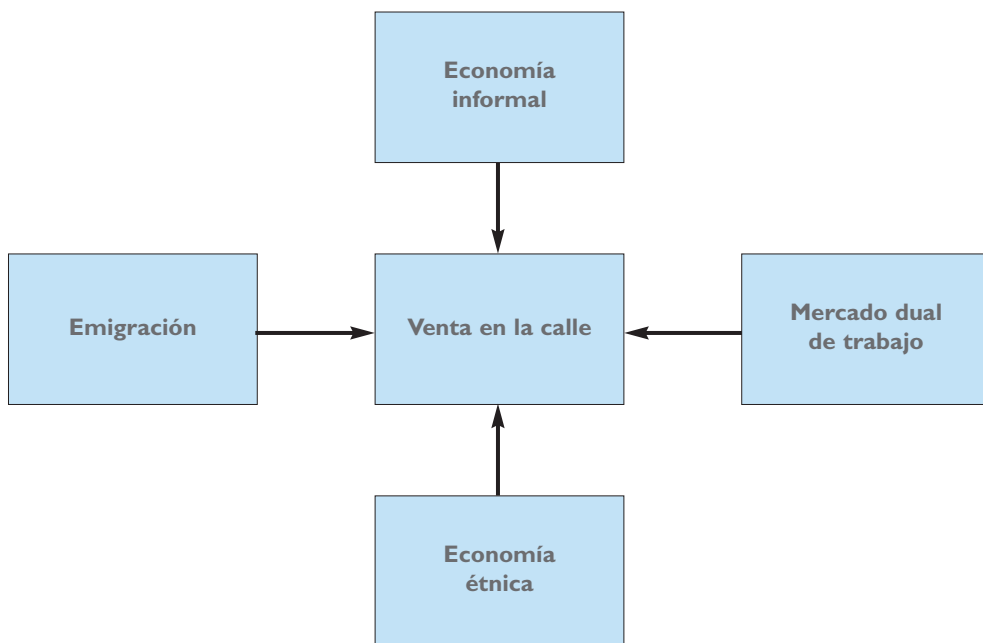 Economía
informal
Emigración
Venta en la calle
Mercado dual
de trabajo
Economía
étnica